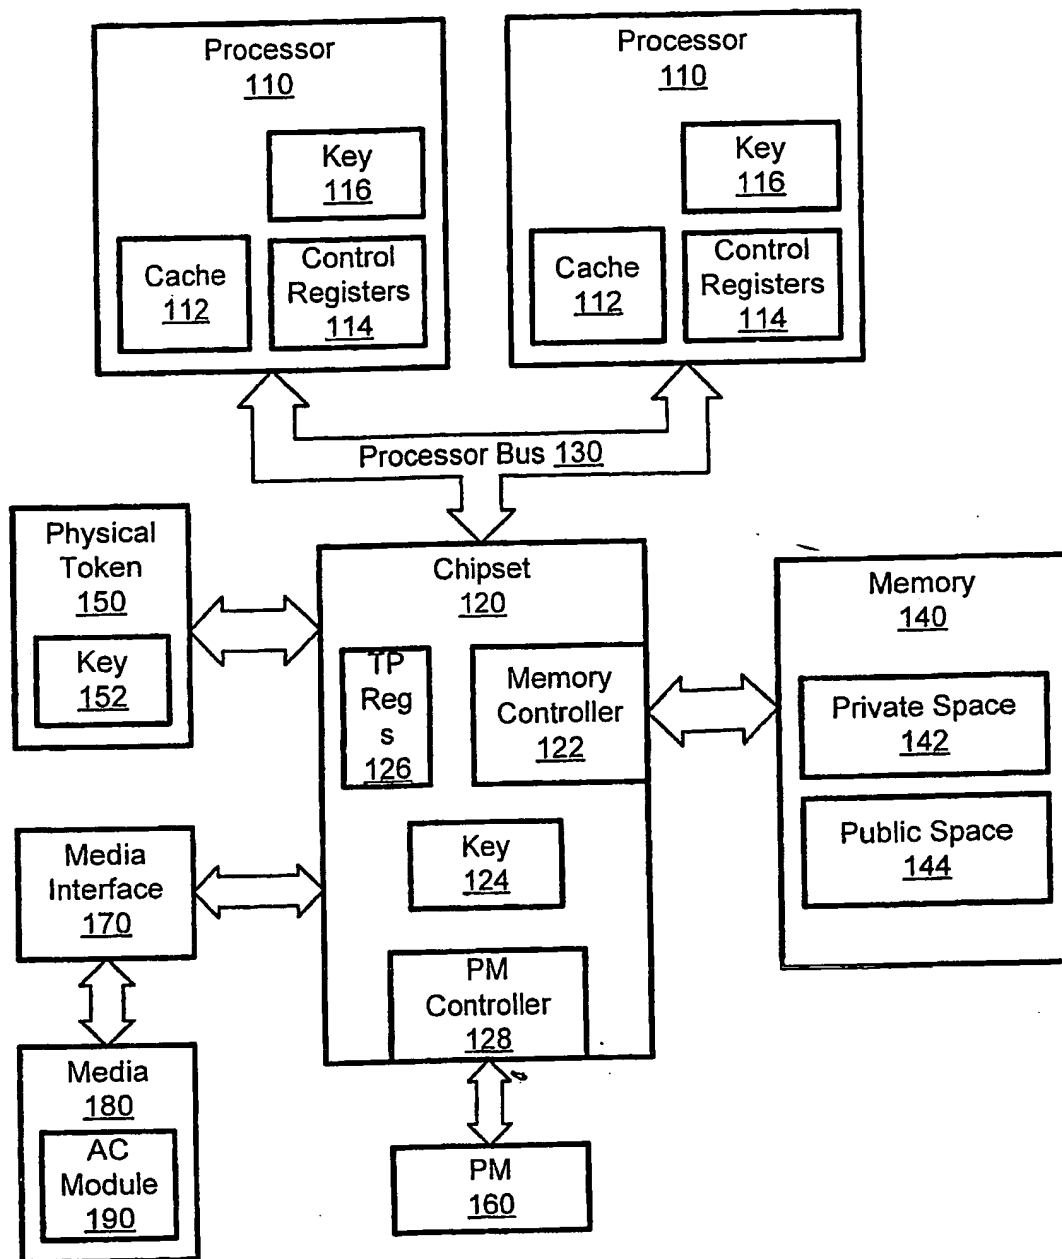 Processor
110
Key
116
Cache
112
Control
Registers
114
Processor
110
Key
116
Cache
112
Control
Registers
114
Processor Bus 130
Physical
Token
150
Key
152
Chipset
120
TP
Reg
s
126
Memory
Controller
122
Key
124
PM
Controller
128
Memory
140
Private Space
142
Public Space
144
Media
Interface
170
Media
180
AC
Module
190
PM
160